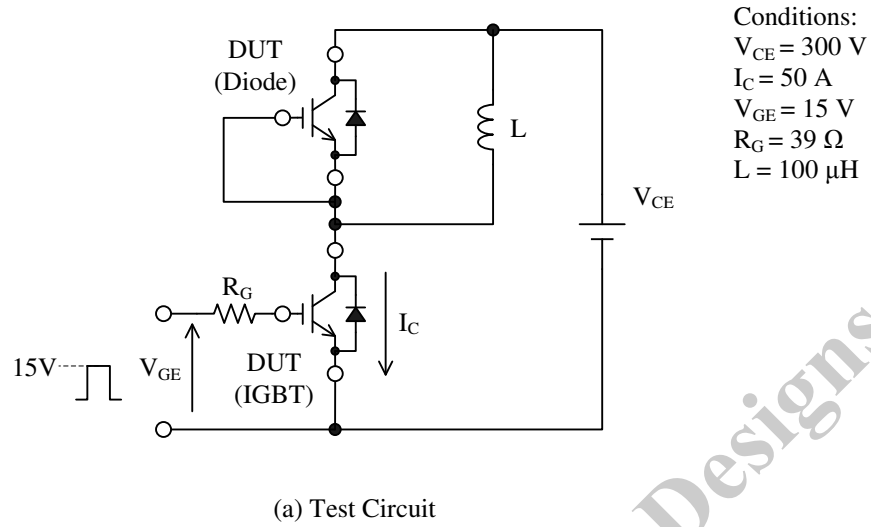 Conditions:
V_CE = 300 V
I_C = 50 A
V_GE = 15 V
R_G = 39 Ω
L = 100 μH
DUT
(Diode)
L
V_CE
R_G
I_C
15V
V_GE
DUT
(IGBT)
(a) Test Circuit
Designs